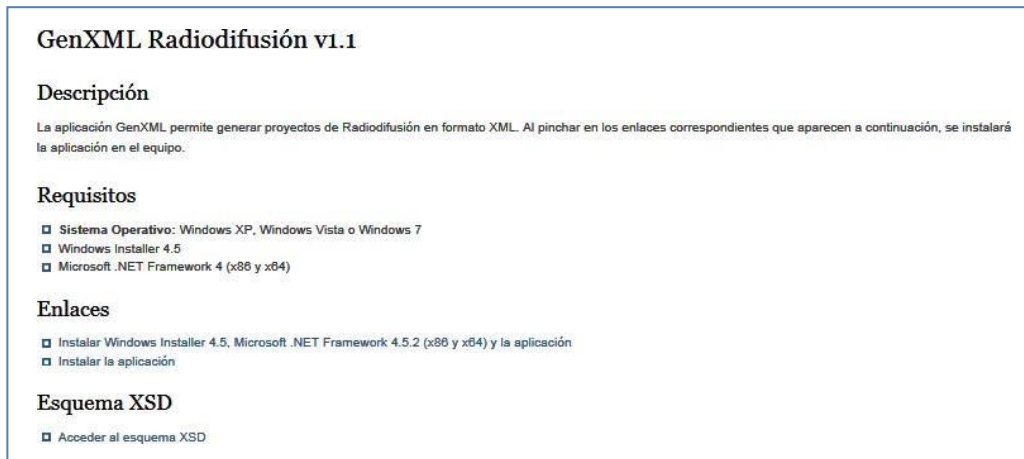 GenXML Radiodifusión v1.1
Descripción
La aplicación GenXML permite generar proyectos de Radiodifusión en formato XML. Al pinchar en los enlaces correspondientes que aparecen a continuación, se instalará
la aplicación en el equipo.
Requisitos
Sistema Operativo: Windows XP, Windows Vista o Windows 7
Windows Installer 4.5
Microsoft .NET Framework 4 (x86 y x64)
Enlaces
Instalar Windows Installer 4.5, Microsoft .NET Framework 4.5.2 (x86 y x64) y la aplicación
Instalar la aplicación
Esquema XSD
Acceder al esquema XSD